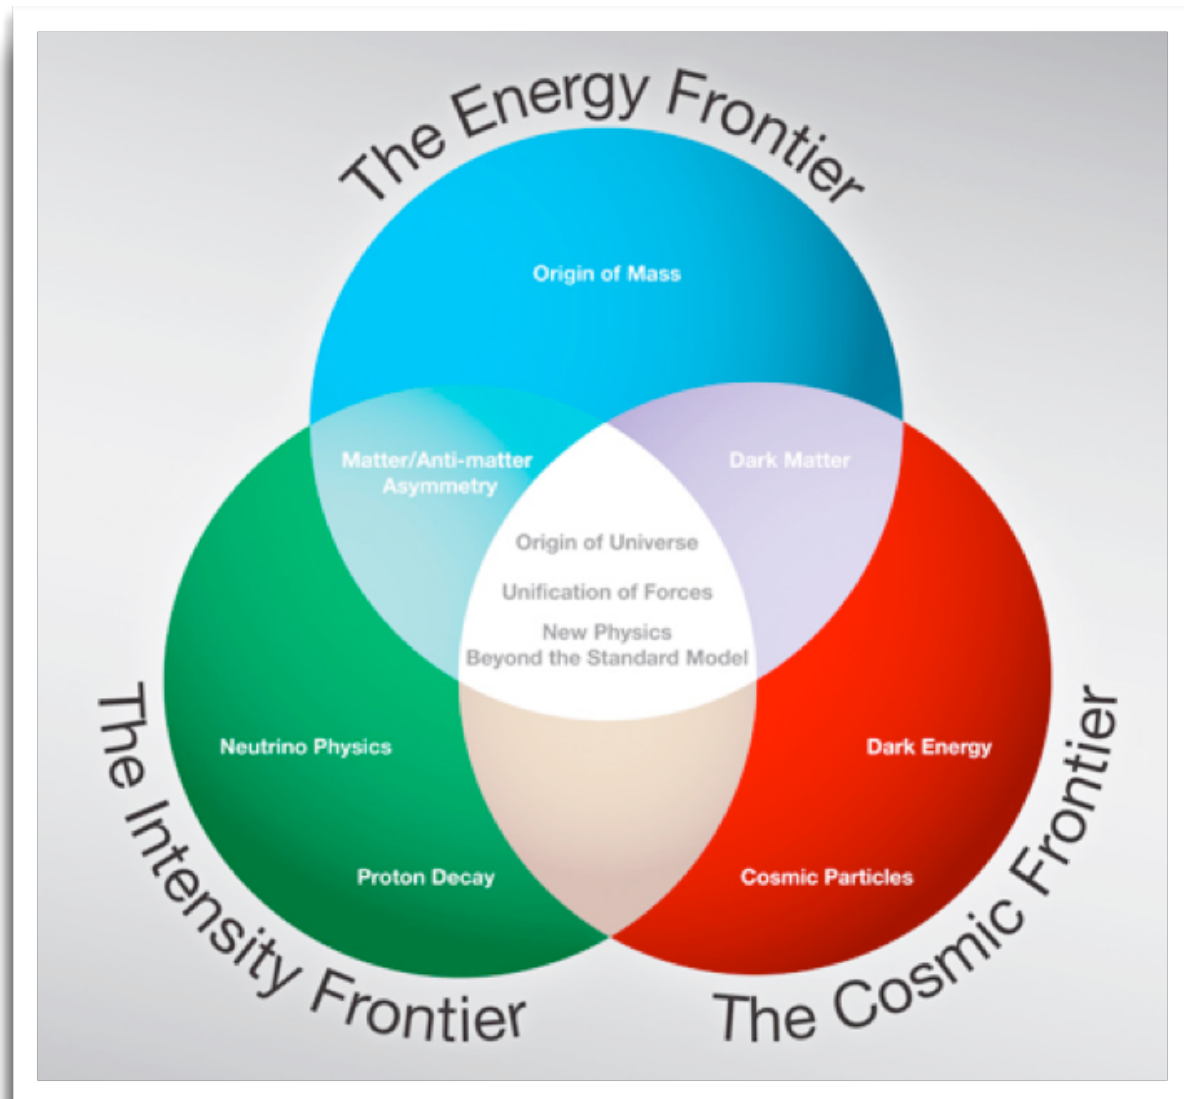 The Energy Frontier
Origin of Mass
Matter/Anti-matter
Asymmetry
Dark Matter
Origin of Universe
Unification of Forces
New Physics
Beyond the Standard Model
Neutrino Physics
Dark Energy
Proton Decay
Cosmic Particles
The Intensity Frontier
The Cosmic Frontier